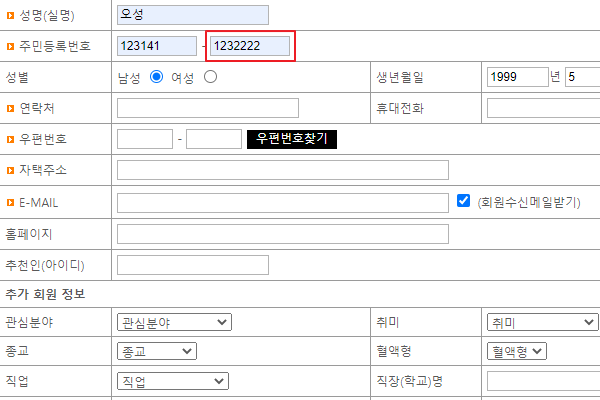 성명(실명) 오성
주민등록번호 123141 - 1232222
성별 남성 여성 생년월일 1999 년 5
연락처 휴대전화
우편번호 - 우편번호찾기
자택주소
E-MAIL (회원수신메일받기)
홈페이지
추천인(아이디)
추가 회원 정보
관심분야 관심분야 취미 취미
종교 종교 혈액형 혈액형
직업 직업 직장(학교)명